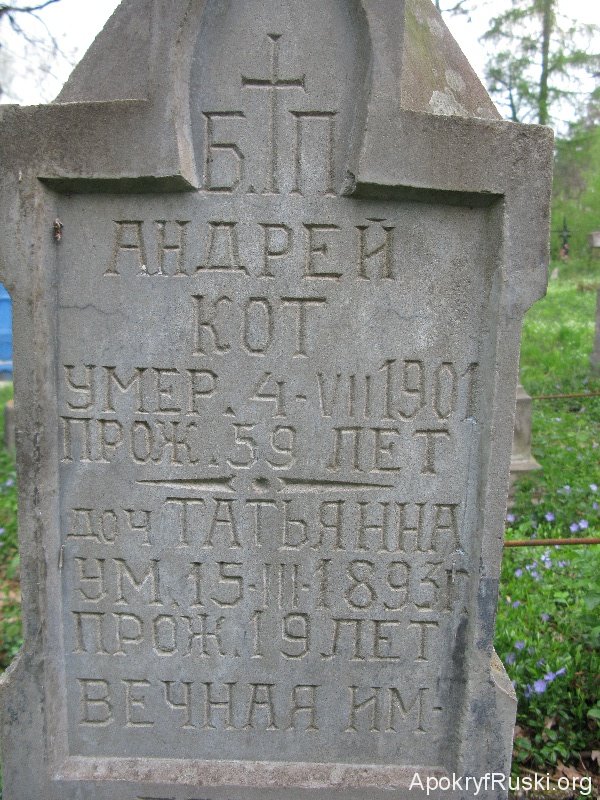 Б.П
АНДРЕЙ
КОТ
УМЕР. 4-VII 1901
ПРОЖ. 59 ЛЕТ
ДОЧ ТАТЬЯННА
УМ. 15-III-1893 г.
ПРОЖ. 19 ЛЕТ
ВЕЧНАЯ ИМ-
ApokryfRuski.org